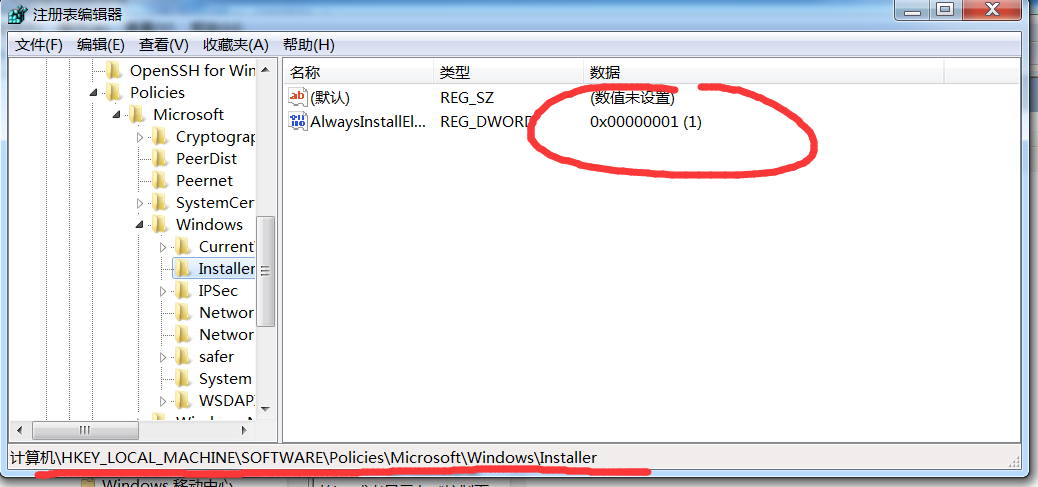 注册表编辑器
文件(F) 编辑(E) 查看(V) 收藏夹(A) 帮助(H)
OpenSSH for Win
Policies
Microsoft
Cryptograp
PeerDist
Peernet
SystemCer
Windows
Current
Installer
IPSec
Networ
Networ
safer
System
WSDAP
名称 类型 数据
(默认) REG_SZ (数值未设置)
AlwaysInstallEl... REG_DWORD 0x00000001 (1)
计算机\HKEY_LOCAL_MACHINE\SOFTWARE\Policies\Microsoft\Windows\Installer
Windows 移动中心